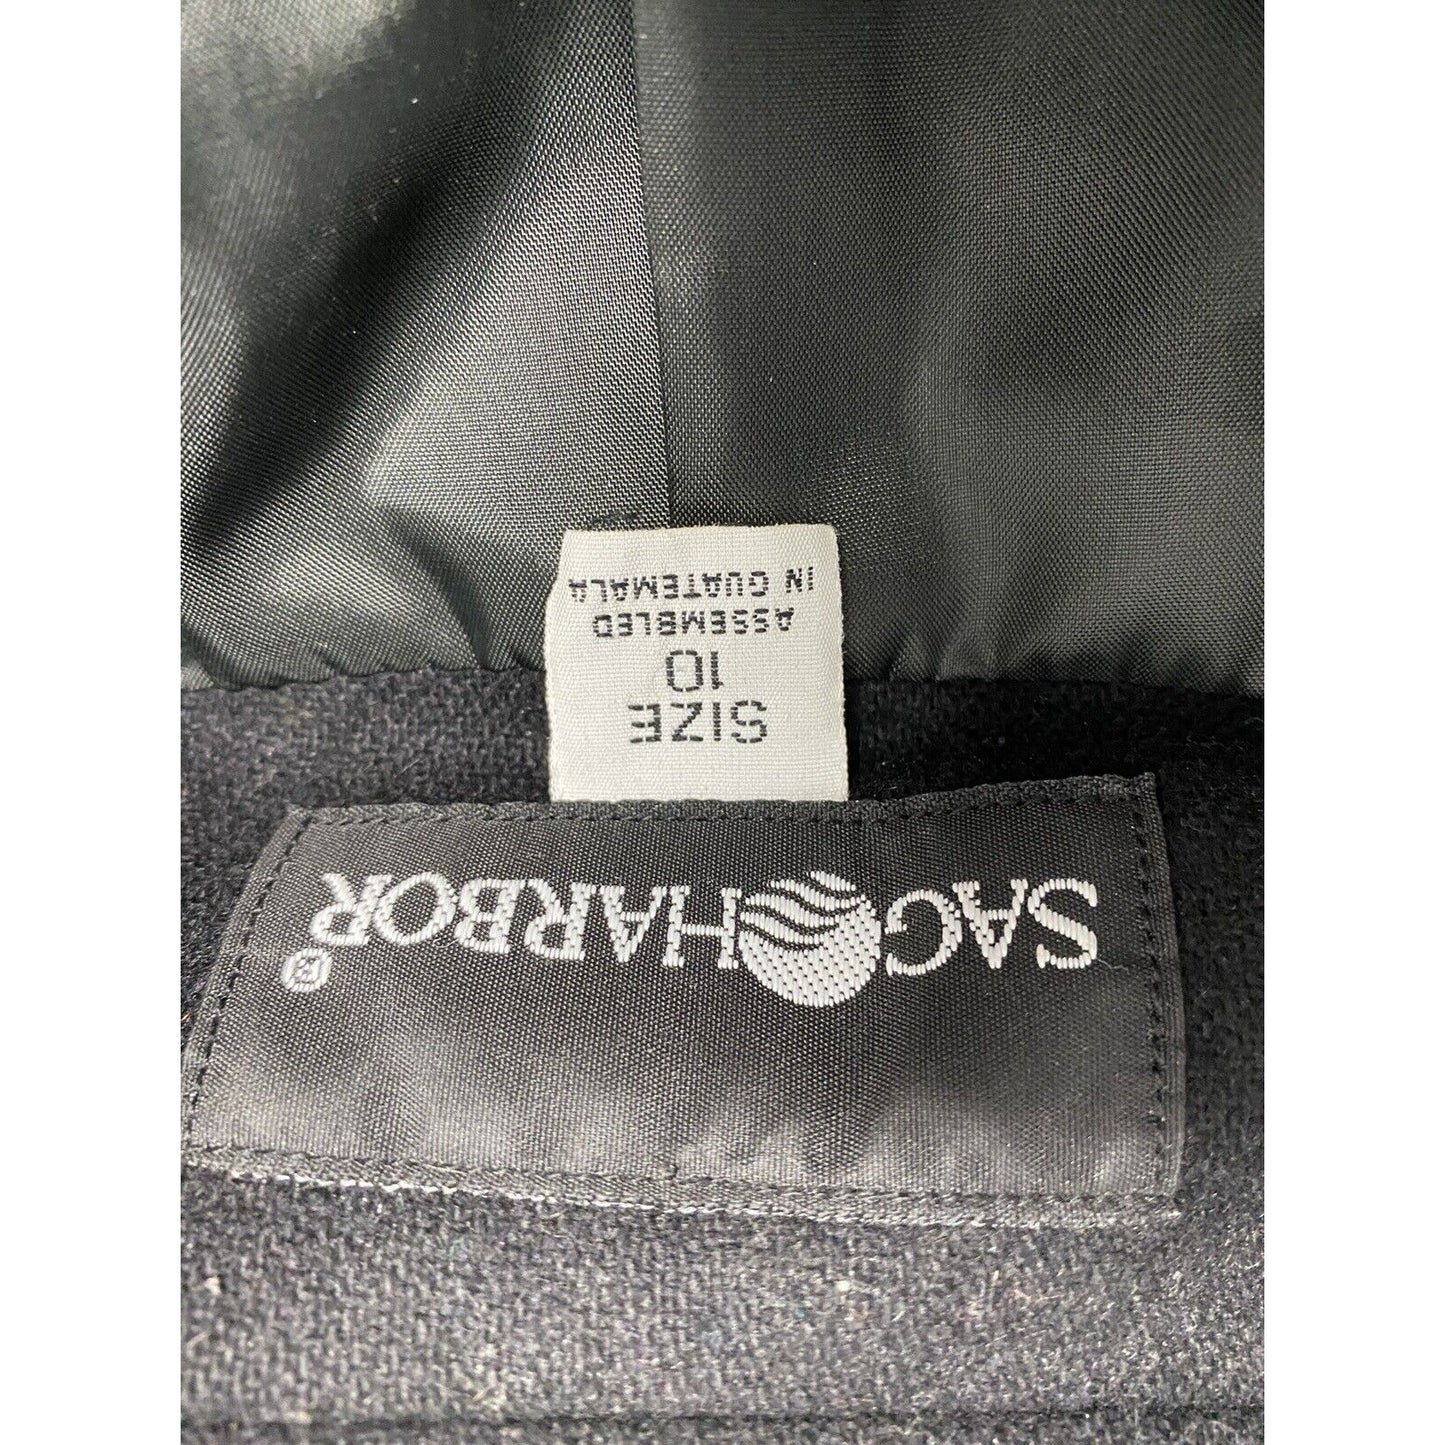 SAG HARBOR®
SIZE
10
ASSEMBLED
IN GUATEMALA